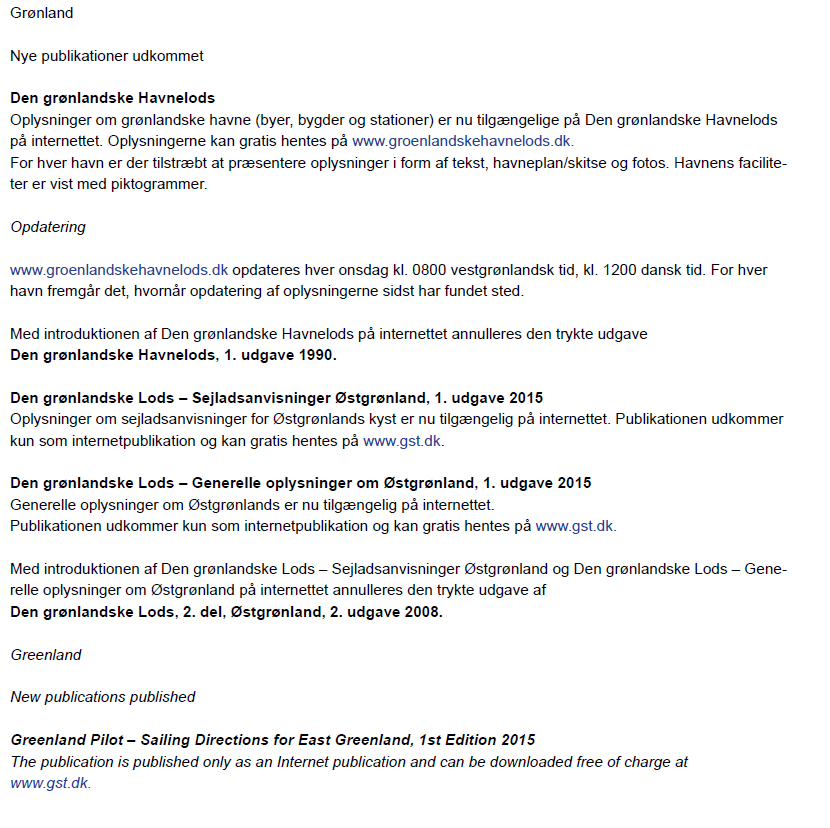 Grønland
Nye publikationer udkommet
Den grønlandske Havnelods
Oplysninger om grønlandske havne (byer, bygder og stationer) er nu tilgængelige på Den grønlandske Havnelods
på internettet. Oplysningerne kan gratis hentes på www.groenlandskehavnelods.dk.
For hver havn er der tilstræbt at præsentere oplysninger i form af tekst, havneplan/skitse og fotos. Havnens facilite-
ter er vist med piktogrammer.
Opdatering
www.groenlandskehavnelods.dk opdateres hver onsdag kl. 0800 vestgrønlandsk tid, kl. 1200 dansk tid. For hver
havn fremgår det, hvornår opdatering af oplysningerne sidst har fundet sted.
Med introduktionen af Den grønlandske Havnelods på internettet annulleres den trykte udgave
Den grønlandske Havnelods, 1. udgave 1990.
Den grønlandske Lods – Sejladsanvisninger Østgrønland, 1. udgave 2015
Oplysninger om sejladsanvisninger for Østgrønlands kyst er nu tilgængelig på internettet. Publikationen udkommer
kun som internetpublikation og kan gratis hentes på www.gst.dk.
Den grønlandske Lods – Generelle oplysninger om Østgrønland, 1. udgave 2015
Generelle oplysninger om Østgrønlands er nu tilgængelig på internettet.
Publikationen udkommer kun som internetpublikation og kan gratis hentes på www.gst.dk.
Med introduktionen af Den grønlandske Lods – Sejladsanvisninger Østgrønland og Den grønlandske Lods – Gene-
relle oplysninger om Østgrønland på internettet annulleres den trykte udgave af
Den grønlandske Lods, 2. del, Østgrønland, 2. udgave 2008.
Greenland
New publications published
Greenland Pilot – Sailing Directions for East Greenland, 1st Edition 2015
The publication is published only as an Internet publication and can be downloaded free of charge at
www.gst.dk.